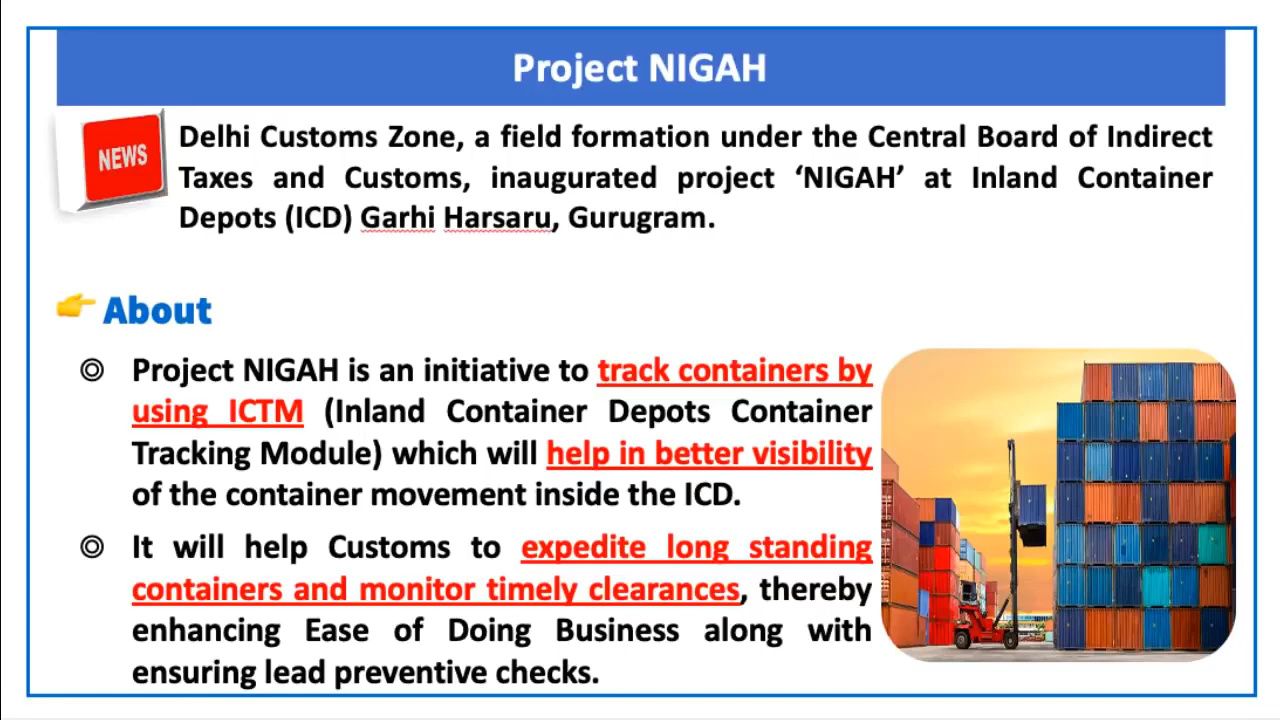 Project NIGAH
NEWS
Delhi Customs Zone, a field formation under the Central Board of Indirect
Taxes and Customs, inaugurated project ‘NIGAH’ at Inland Container
Depots (ICD) Garhi Harsaru, Gurugram.
👉 About
◎ Project NIGAH is an initiative to track containers by
using ICTM (Inland Container Depots Container
Tracking Module) which will help in better visibility
of the container movement inside the ICD.
◎ It will help Customs to expedite long standing
containers and monitor timely clearances, thereby
enhancing Ease of Doing Business along with
ensuring lead preventive checks.